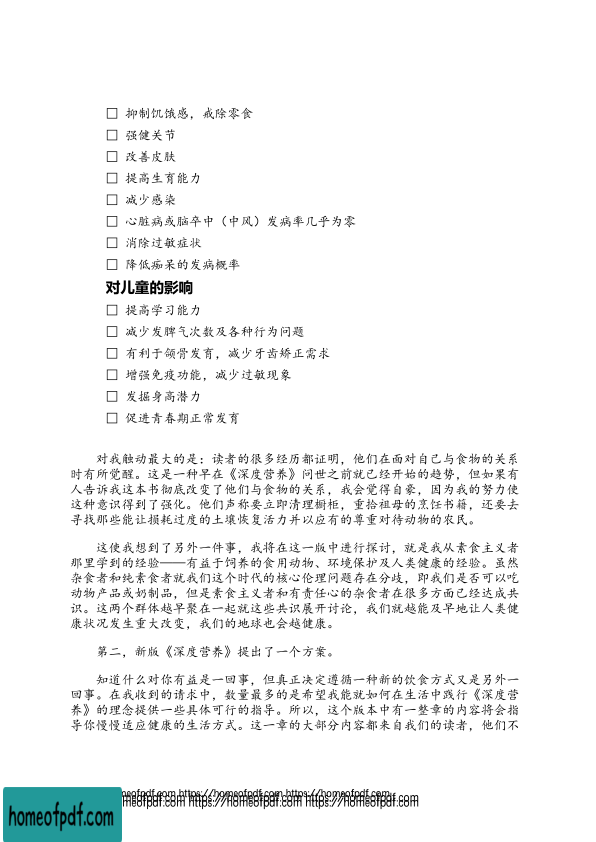 □ 抑制饥饿感，戒除零食
□ 强健关节
□ 改善皮肤
□ 提高生育能力
□ 减少感染
□ 心脏病或脑卒中（中风）发病率几乎为零
□ 消除过敏症状
□ 降低痴呆的发病概率
对儿童的影响
□ 提高学习能力
□ 减少发脾气次数及各种行为问题
□ 有利于颌骨发育，减少牙齿矫正需求
□ 增强免疫功能，减少过敏现象
□ 发掘身高潜力
□ 促进青春期正常发育
对我触动最大的是：读者的很多经历都证明，他们在面对自己与食物的关系
时有所觉醒。这是一种早在《深度营养》问世之前就已经开始的趋势，但如果有
人告诉我这本书彻底改变了他们与食物的关系，我会觉得自豪，因为我的努力使
这种意识得到了强化。他们声称要立即清理橱柜，重拾祖母的烹饪书籍，还要去
寻找那些能让损耗过度的土壤恢复活力并以应有的尊重对待动物的农民。
这使我想到了另外一件事，我将在这一版中进行探讨，就是我从素食主义者
那里学到的经验——有益于饲养的食用动物、环境保护及人类健康的经验。虽然
杂食者和纯素食者就我们这个时代的核心伦理问题存在分歧，即我们是否可以吃
动物产品或奶制品，但是素食主义者和有责任心的杂食者在很多方面已经达成共
识。这两个群体越早聚在一起就这些共识展开讨论，我们就越能及早地让人类健
康状况发生重大改变，我们的地球也会越健康。
第二，新版《深度营养》提出了一个方案。
知道什么对你有益是一回事，但真正决定遵循一种新的饮食方式又是另外一
回事。在我收到的请求中，数量最多的是希望我能就如何在生活中践行《深度营
养》的理念提供一些具体可行的指导。所以，这个版本中有一整章的内容将会指
导你慢慢适应健康的生活方式。这一章的大部分内容都来自我们的读者，他们不
homeofpdf.com https://homeofpdf.com https://homeofpdf.com
homeofpdf.com https://homeofpdf.com https://homeofpdf.com
homeofpdf.com